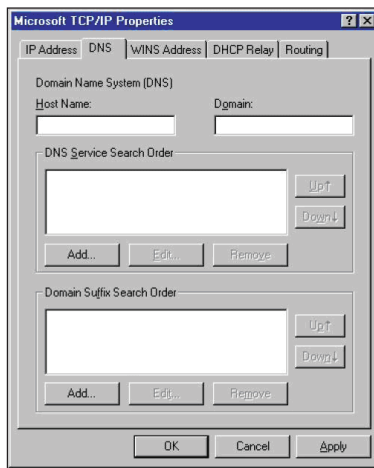 Microsoft TCP/IP Properties ? ×
IP Address DNS WINS Address DHCP Relay Routing
Domain Name System (DNS)
Host Name: Domain:
DNS Service Search Order
Up↑
Down↓
Add... Edit... Remove
Domain Suffix Search Order
Up↑
Down↓
Add... Edit... Remove
OK Cancel Apply